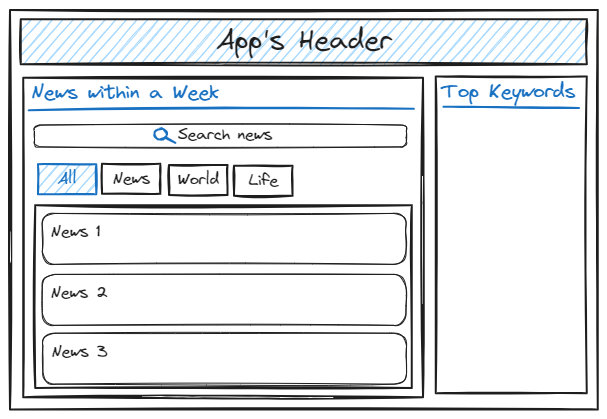 App's Header
News within a Week
Search news
All News World Life
News 1
News 2
News 3
Top Keywords